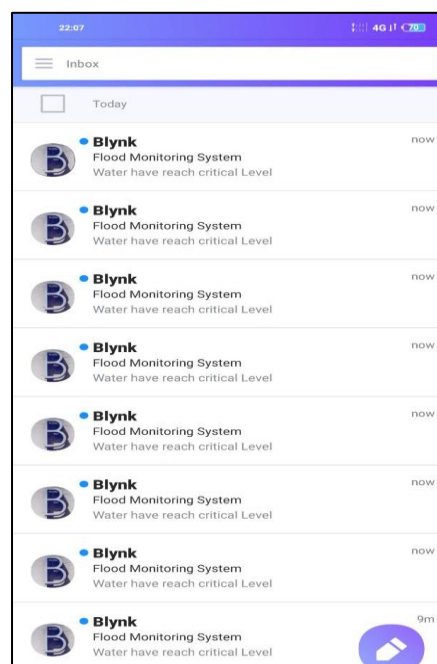 22:07 4G 70
Inbox
Today
Blynk now
Flood Monitoring System
Water have reach critical Level
Blynk now
Flood Monitoring System
Water have reach critical Level
Blynk now
Flood Monitoring System
Water have reach critical Level
Blynk now
Flood Monitoring System
Water have reach critical Level
Blynk now
Flood Monitoring System
Water have reach critical Level
Blynk now
Flood Monitoring System
Water have reach critical Level
Blynk now
Flood Monitoring System
Water have reach critical Level
Blynk 9m
Flood Monitoring System
Water have reach critical Level